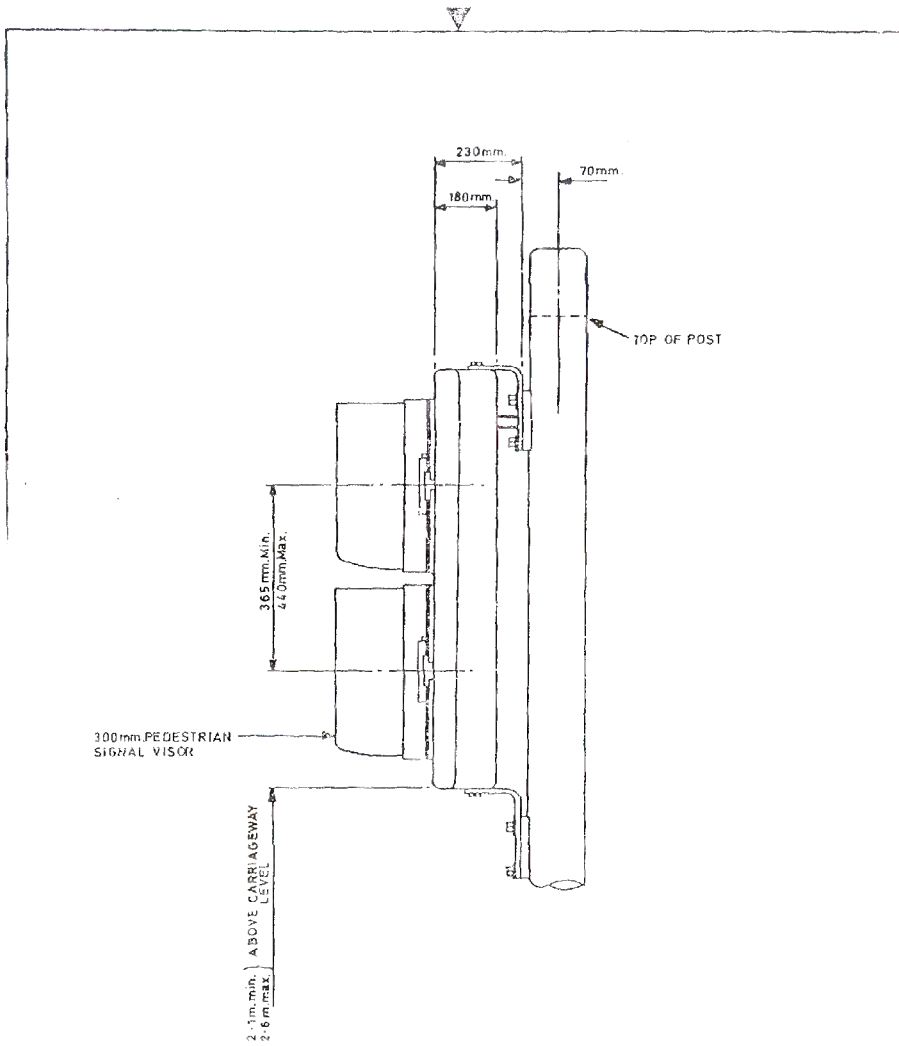 230mm.
70mm.
180mm.
TOP OF POST
365mm.Min.
440mm.Max.
300mm.PEDESTRIAN
SIGNAL VISOR
2·1m.min. } ABOVE CARRIAGEWAY
2·6m.max. } LEVEL